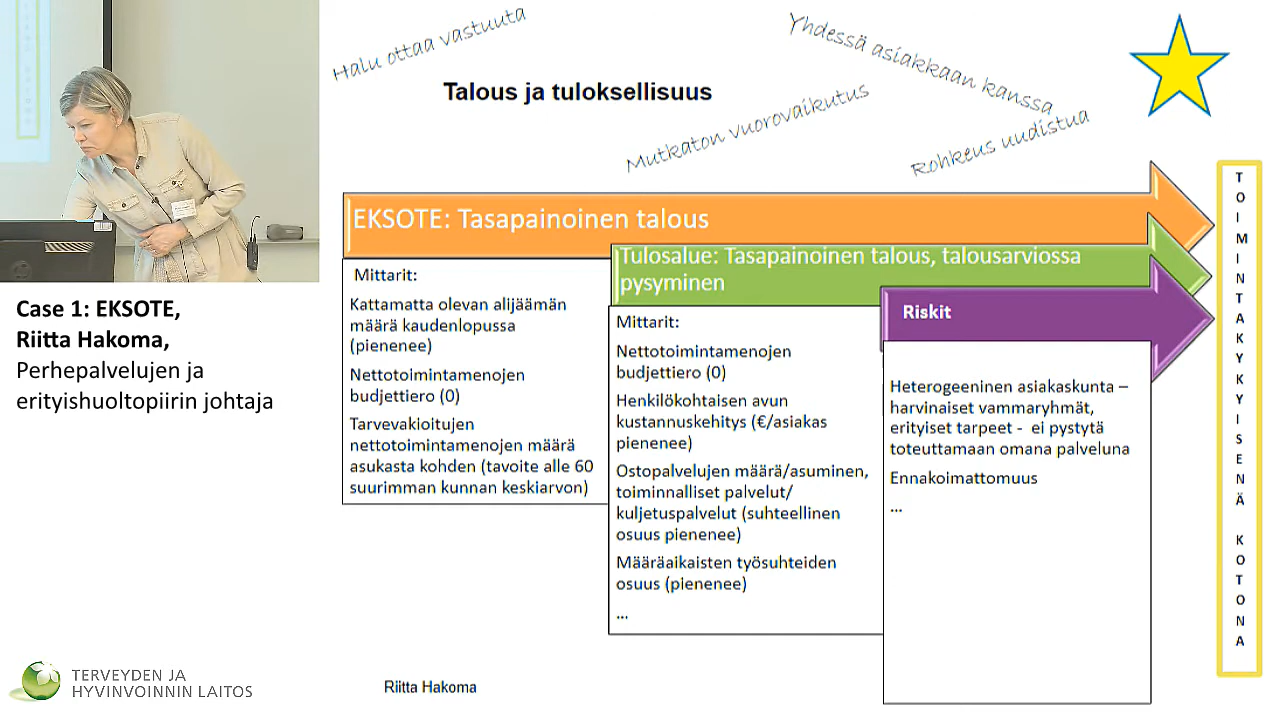 Halu ottaa vastuuta
Yhdessä asiakkaan kanssa
Talous ja tuloksellisuus
Mutkaton vuorovaikutus
Rohkeus uudistua
EKSOTE: Tasapainoinen talous
Mittarit:
Kattamatta olevan alijäämän
määrä kaudenlopussa
(pienenee)
Nettotoimintamenojen
budjettiero (0)
Tarvevakioitujen
nettotoimintamenojen määrä
asukasta kohden (tavoite alle 60
suurimman kunnan keskiarvon)
Tulosalue: Tasapainoinen talous, talousarviossa
pysyminen
Mittarit:
Nettotoimintamenojen
budjettiero (0)
Henkilökohtaisen avun
kustannuskehitys (€/asiakas
pienenee)
Ostopalvelujen määrä/asuminen,
toiminnalliset palvelut/
kuljetuspalvelut (suhteellinen
osuus pienenee)
Määräaikaisten työsuhteiden
osuus (pienenee)
...
Riskit
Heterogeeninen asiakaskunta –
harvinaiset vammaryhmät,
erityiset tarpeet - ei pystytä
toteuttamaan omana palveluna
Ennakoimattomuus
...
TOIMINTAKYKYISENÄ KOTONA
Case 1: EKSOTE,
Riitta Hakoma,
Perhepalvelujen ja
erityishuoltopiirin johtaja
TERVEYDEN JA
HYVINVOINNIN LAITOS
Riitta Hakoma